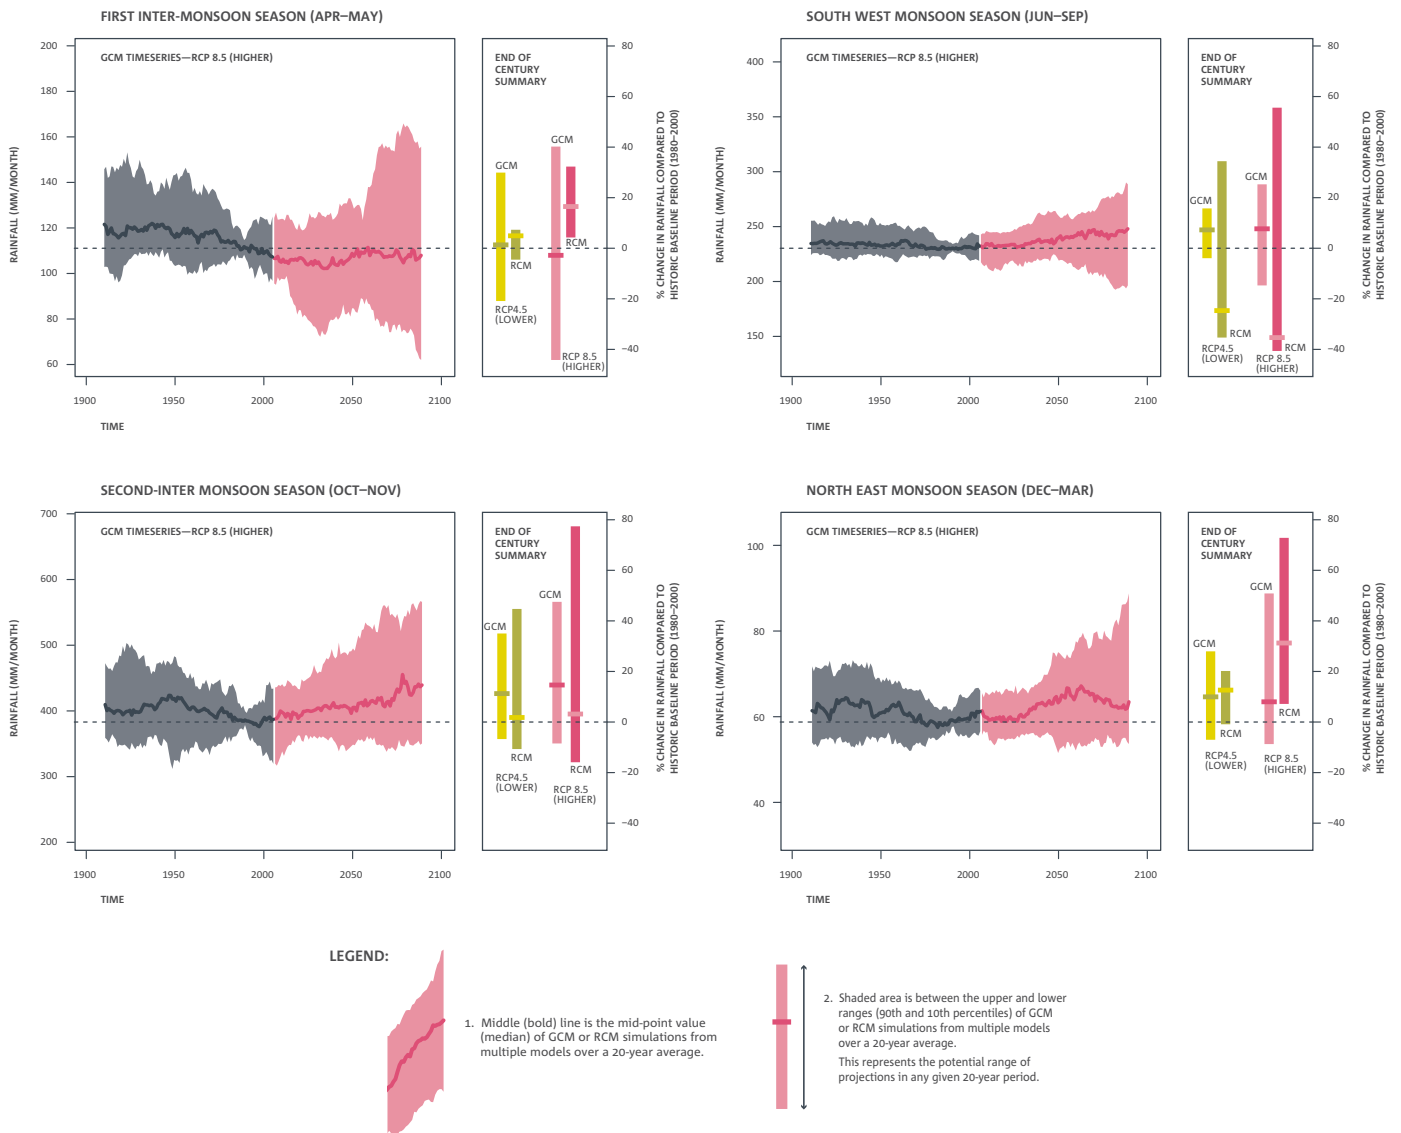 FIRST INTER-MONSOON SEASON (APR–MAY)
GCM TIMESERIES—RCP 8.5 (HIGHER)
RAINFALL (MM/MONTH)
200
180
160
140
120
100
80
60
1900
1950
2000
2050
2100
TIME
END OF
CENTURY
SUMMARY
GCM
GCM
RCM
RCM
RCP4.5
(LOWER)
RCP 8.5
(HIGHER)
80
60
40
20
0
−20
−40
% CHANGE IN RAINFALL COMPARED TO
HISTORIC BASELINE PERIOD (1980–2000)
SOUTH WEST MONSOON SEASON (JUN–SEP)
GCM TIMESERIES—RCP 8.5 (HIGHER)
RAINFALL (MM/MONTH)
400
350
300
250
200
150
1900
1950
2000
2050
2100
TIME
END OF
CENTURY
SUMMARY
GCM
GCM
RCM
RCM
RCP4.5
(LOWER)
RCP 8.5
(HIGHER)
80
60
40
20
0
−20
−40
% CHANGE IN RAINFALL COMPARED TO
HISTORIC BASELINE PERIOD (1980–2000)
SECOND-INTER MONSOON SEASON (OCT–NOV)
GCM TIMESERIES—RCP 8.5 (HIGHER)
RAINFALL (MM/MONTH)
700
600
500
400
300
200
1900
1950
2000
2050
2100
TIME
END OF
CENTURY
SUMMARY
GCM
GCM
RCM
RCM
RCP4.5
(LOWER)
RCP 8.5
(HIGHER)
80
60
40
20
0
−20
−40
% CHANGE IN RAINFALL COMPARED TO
HISTORIC BASELINE PERIOD (1980–2000)
NORTH EAST MONSOON SEASON (DEC–MAR)
GCM TIMESERIES—RCP 8.5 (HIGHER)
RAINFALL (MM/MONTH)
100
80
60
40
1900
1950
2000
2050
2100
TIME
END OF
CENTURY
SUMMARY
GCM
GCM
RCM
RCM
RCP4.5
(LOWER)
RCP 8.5
(HIGHER)
80
60
40
20
0
−20
−40
% CHANGE IN RAINFALL COMPARED TO
HISTORIC BASELINE PERIOD (1980–2000)
LEGEND:
1. Middle (bold) line is the mid-point value
(median) of GCM or RCM simulations from
multiple models over a 20-year average.
2. Shaded area is between the upper and lower
ranges (90th and 10th percentiles) of GCM
or RCM simulations from multiple models
over a 20-year average.
This represents the potential range of
projections in any given 20-year period.